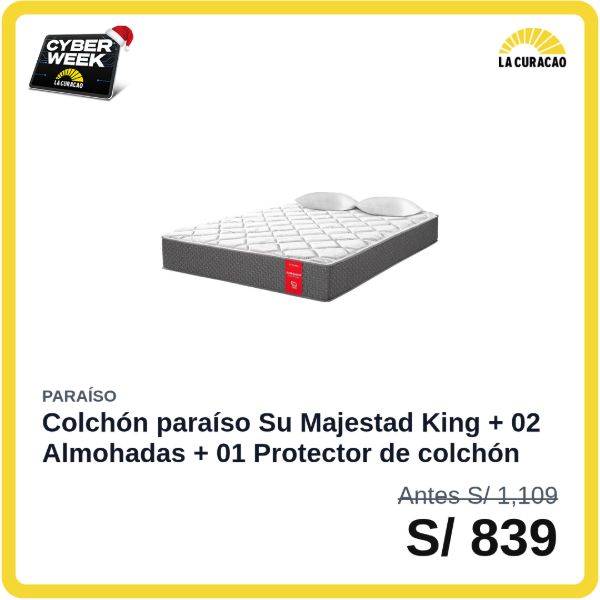 CYBER
WEEK
LA CURACAO
LA CURACAO
PARAÍSO
Colchón paraíso Su Majestad King + 02
Almohadas + 01 Protector de colchón
Antes S/ 1,109
S/ 839